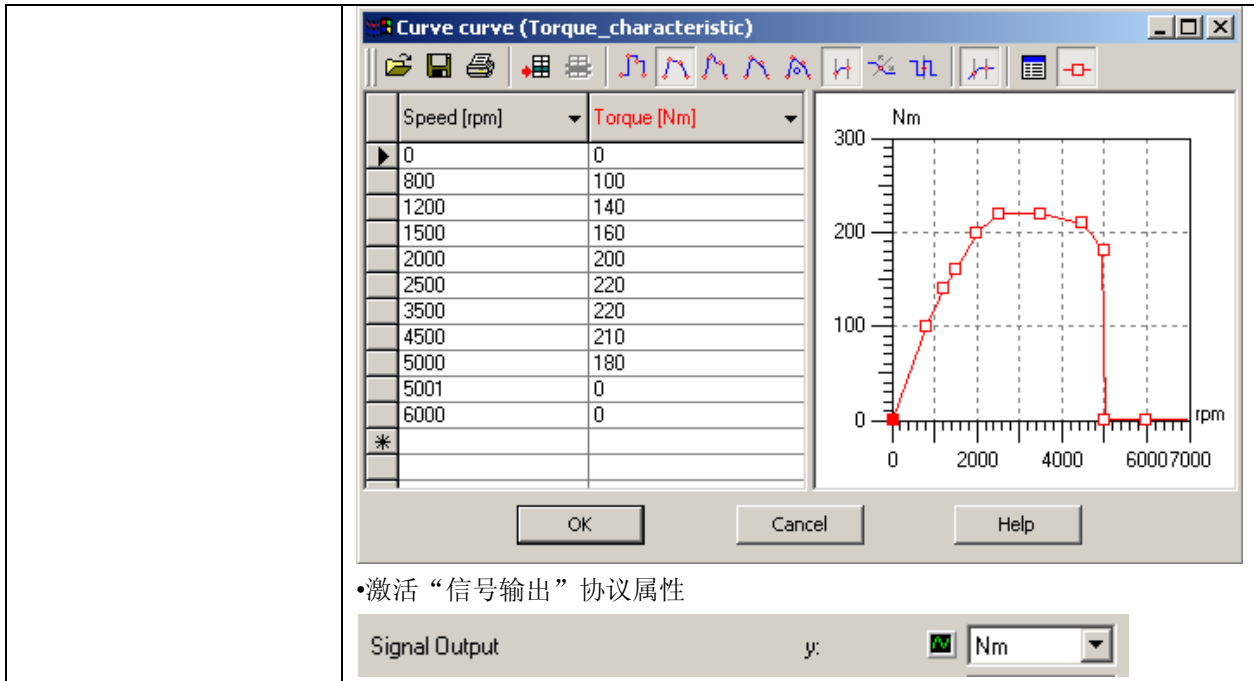 Curve curve (Torque_characteristic)
Speed [rpm] Torque [Nm]
0 0
800 100
1200 140
1500 160
2000 200
2500 220
3500 220
4500 210
5000 180
5001 0
6000 0
Nm
300
200
100
0
rpm
0 2000 4000 6000 7000
OK Cancel Help
•激活“信号输出”协议属性
Signal Output y: Nm